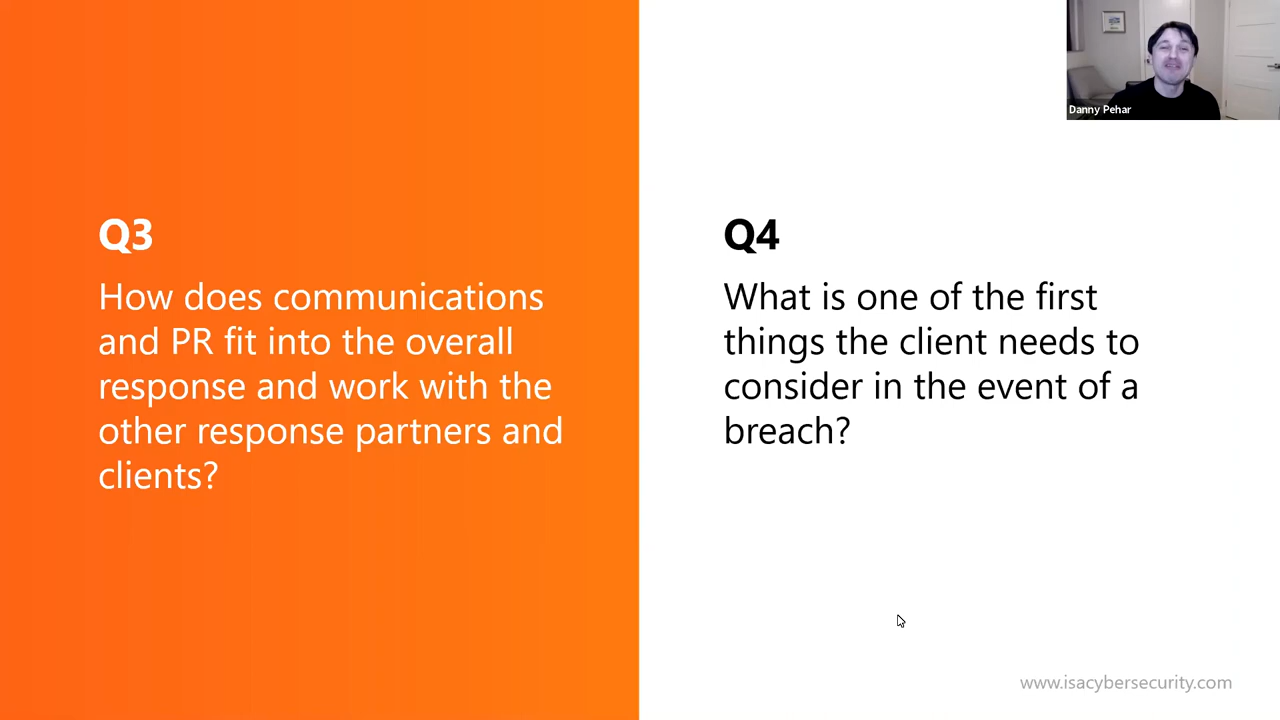 Danny Pehar
Q3
How does communications
and PR fit into the overall
response and work with the
other response partners and
clients?
Q4
What is one of the first
things the client needs to
consider in the event of a
breach?
www.isacybersecurity.com